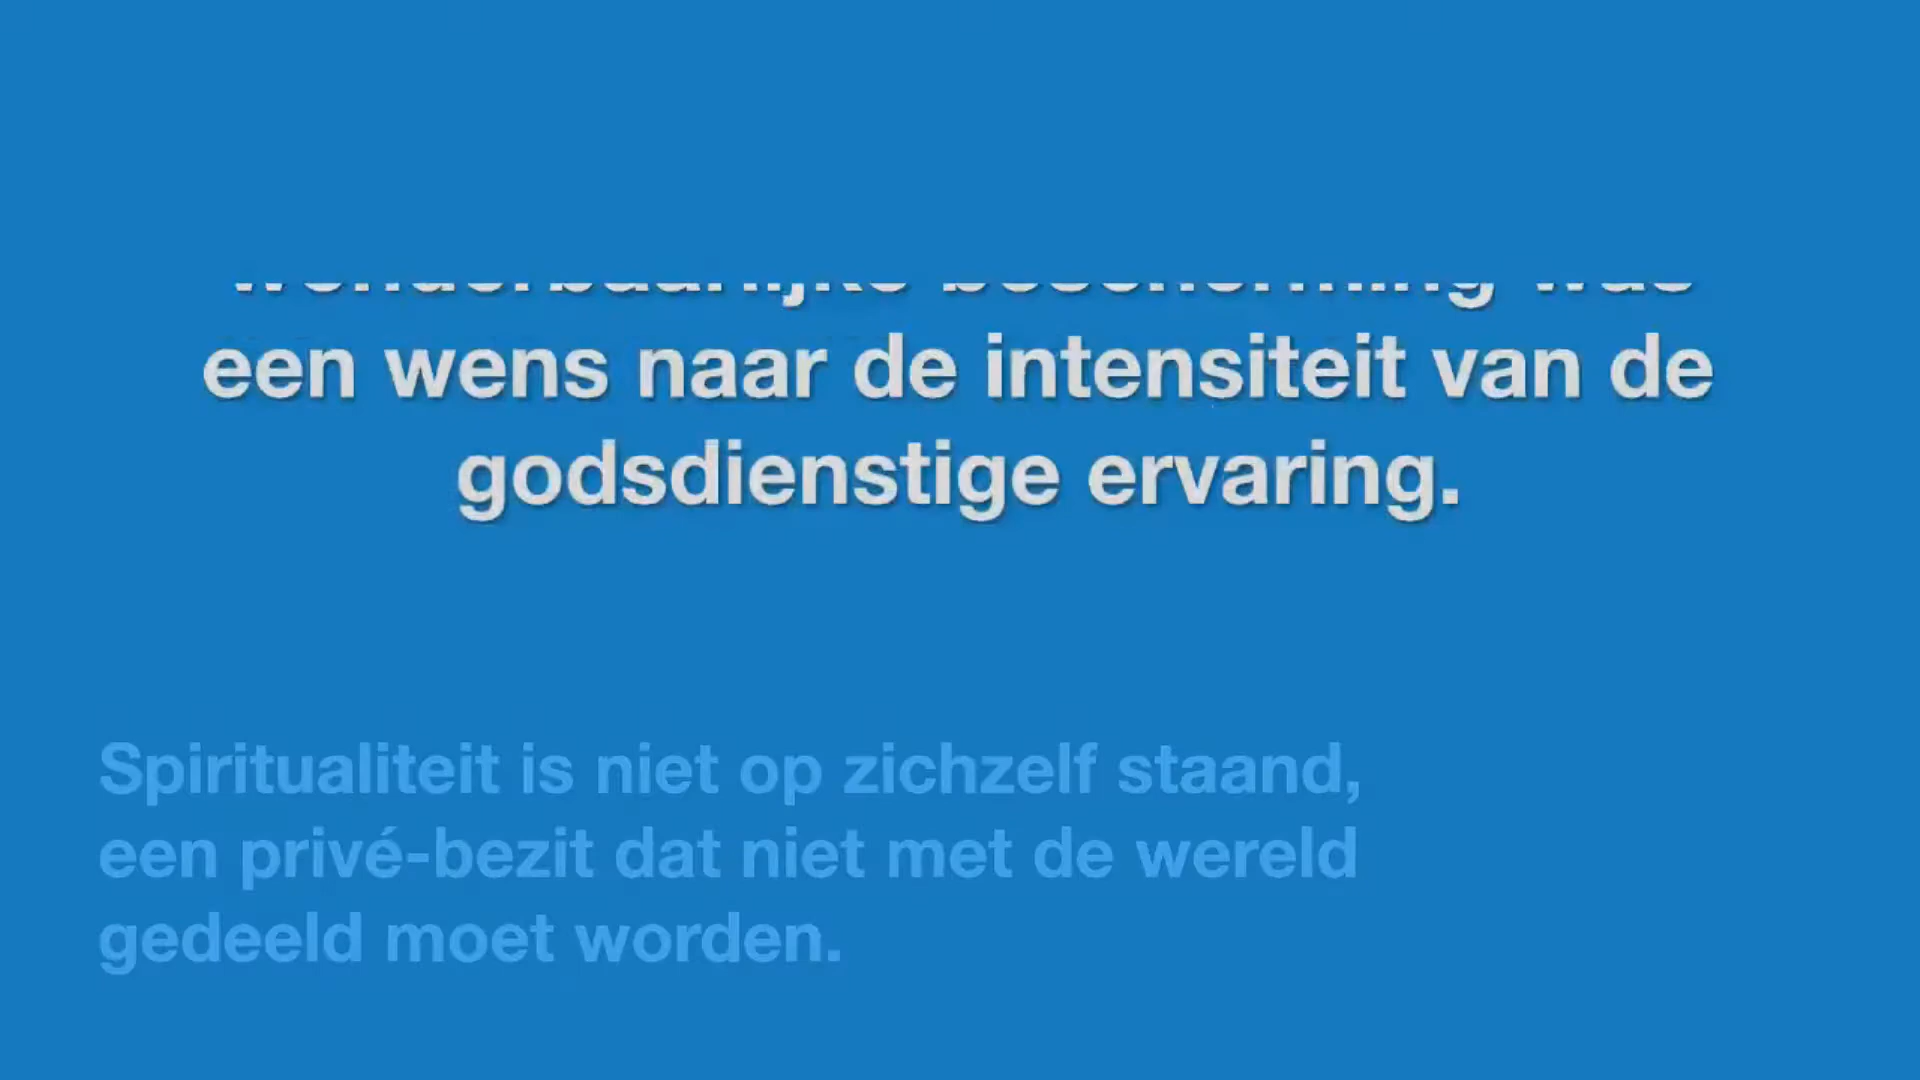 een wens naar de intensiteit van de
godsdienstige ervaring.
Spiritualiteit is niet op zichzelf staand,
een privé-bezit dat niet met de wereld
gedeeld moet worden.